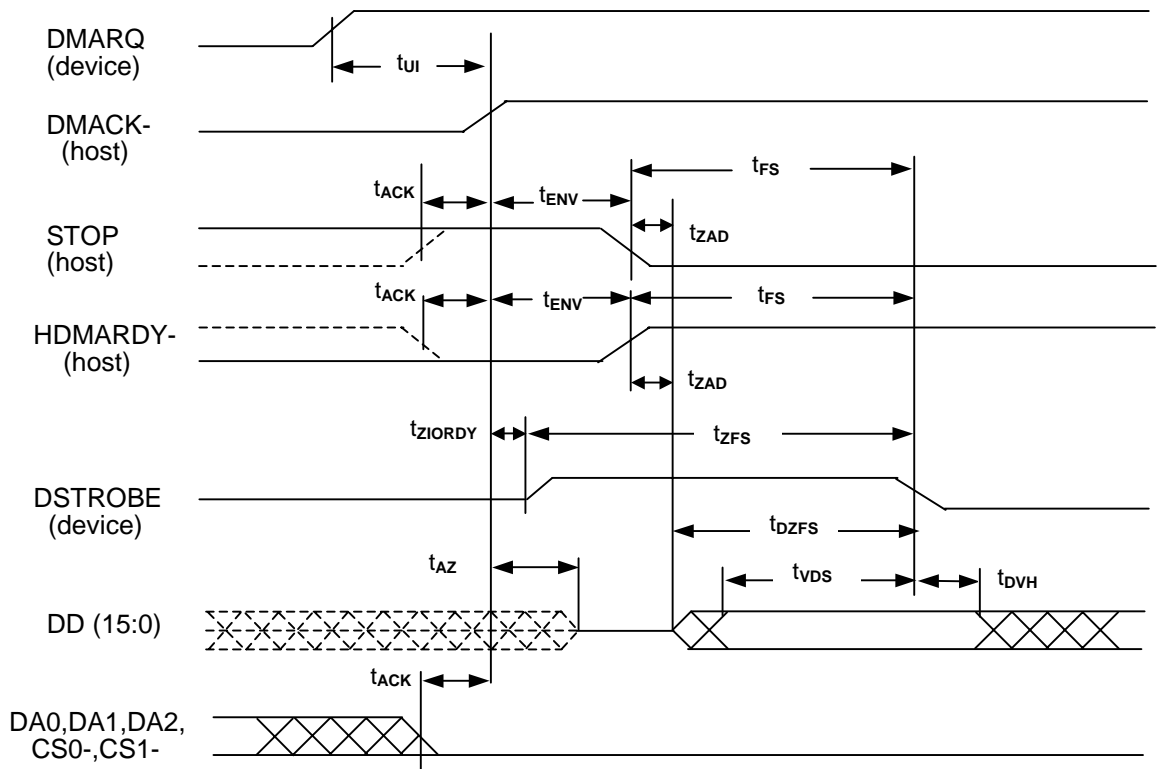 DMARQ
(device)
tUI
DMACK-
(host)
tFS
tACK
tENV
STOP
(host)
tZAD
tACK
tENV
tFS
HDMARDY-
(host)
tZAD
tZIORDY
tZFS
DSTROBE
(device)
tDZFS
tAZ
tVDS
tDVH
DD (15:0)
tACK
DA0,DA1,DA2,
CS0-,CS1-